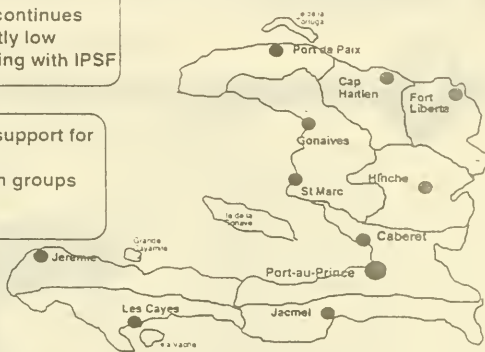 continues
tly low
ing with IPSF
support for
n groups
Port de Paix
Cap
Haitien
Fort
Liberte
Gonaives
St Marc
Hinche
Caberet
Jeremie
Port-au-Prince
Les Cayes
Jacmel